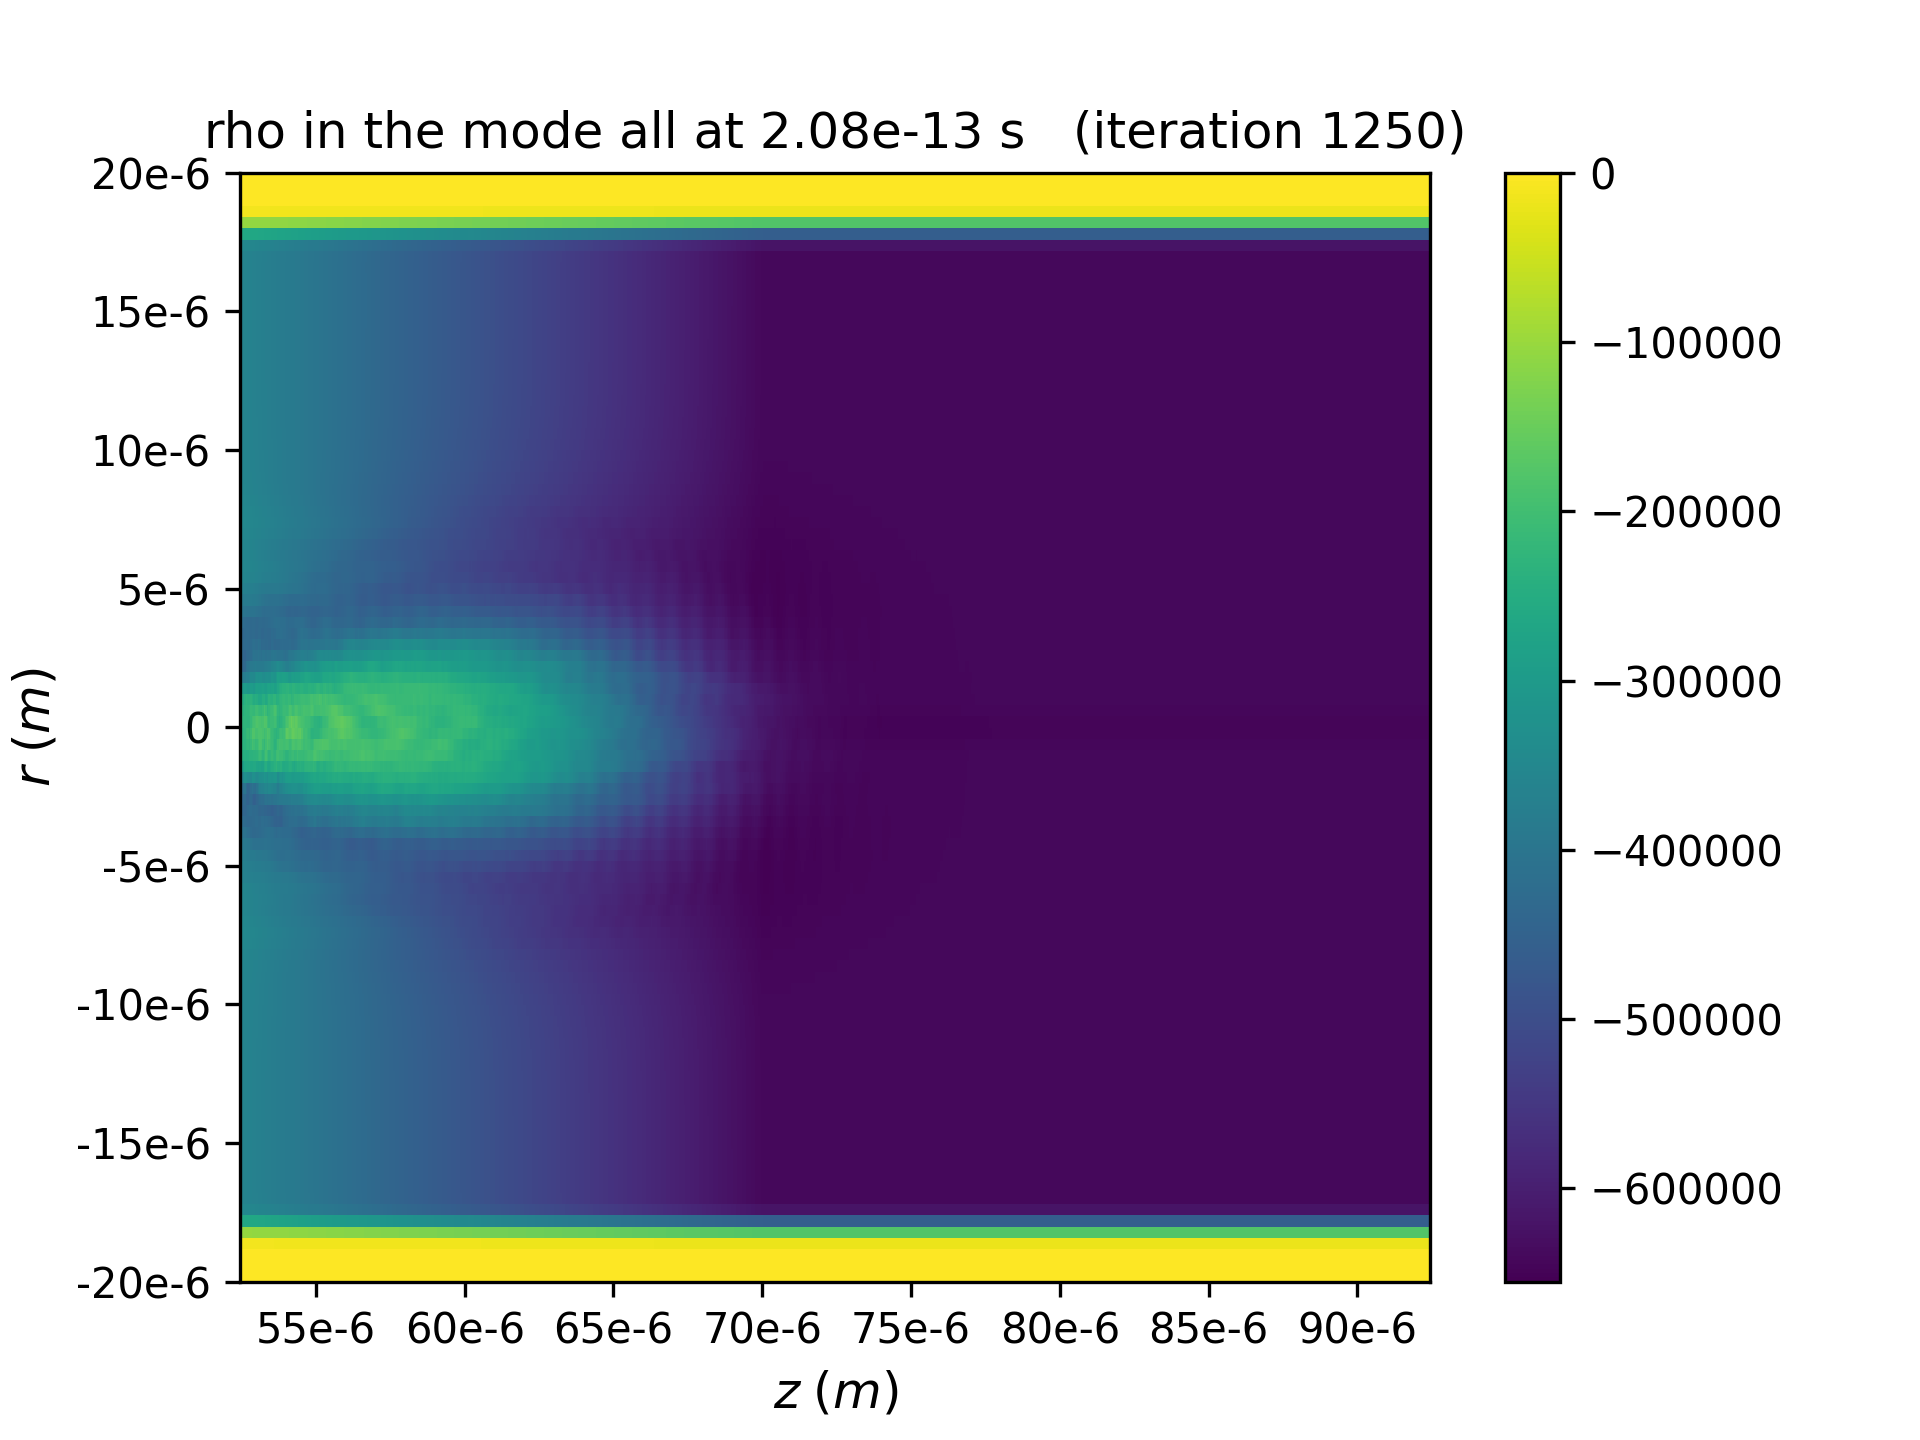 rho in the mode all at 2.08e-13 s (iteration 1250)
20e-6
15e-6
10e-6
5e-6
0
-5e-6
-10e-6
-15e-6
-20e-6
r (m)
55e-6 60e-6 65e-6 70e-6 75e-6 80e-6 85e-6 90e-6
z (m)
0
−100000
−200000
−300000
−400000
−500000
−600000